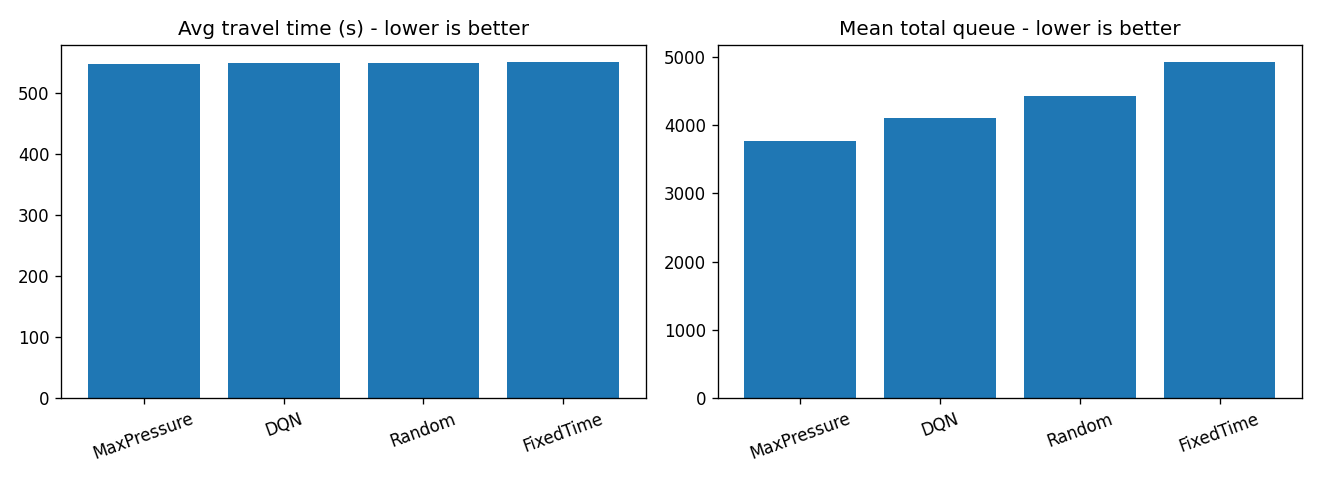 Avg travel time (s) - lower is better
500
400
300
200
100
0
MaxPressure
DQN
Random
FixedTime
Mean total queue - lower is better
5000
4000
3000
2000
1000
0
MaxPressure
DQN
Random
FixedTime